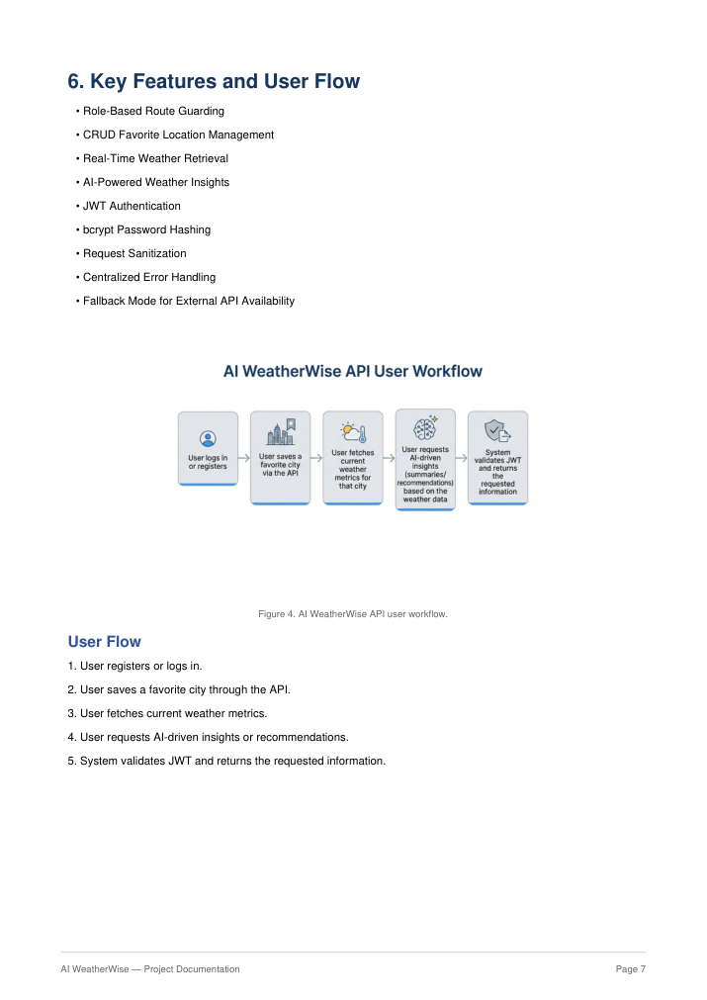 6. Key Features and User Flow
• Role-Based Route Guarding
• CRUD Favorite Location Management
• Real-Time Weather Retrieval
• AI-Powered Weather Insights
• JWT Authentication
• bcrypt Password Hashing
• Request Sanitization
• Centralized Error Handling
• Fallback Mode for External API Availability
AI WeatherWise API User Workflow
User logs in
or registers
User saves a
favorite city
via the API
User fetches
current
weather
metrics for
that city
User requests
AI-driven
insights
(summaries/
recommendations)
based on the
weather data
System
validates JWT
and returns
the
requested
information
Figure 4. AI WeatherWise API user workflow.
User Flow
1. User registers or logs in.
2. User saves a favorite city through the API.
3. User fetches current weather metrics.
4. User requests AI-driven insights or recommendations.
5. System validates JWT and returns the requested information.
AI WeatherWise — Project Documentation
Page 7